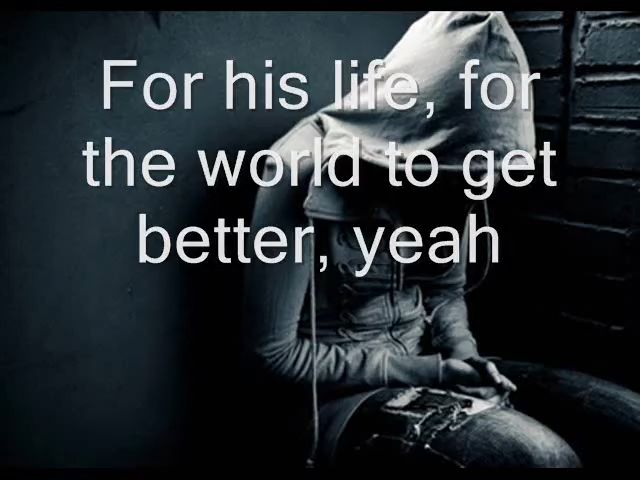 For his life, for
the world to get
better, yeah